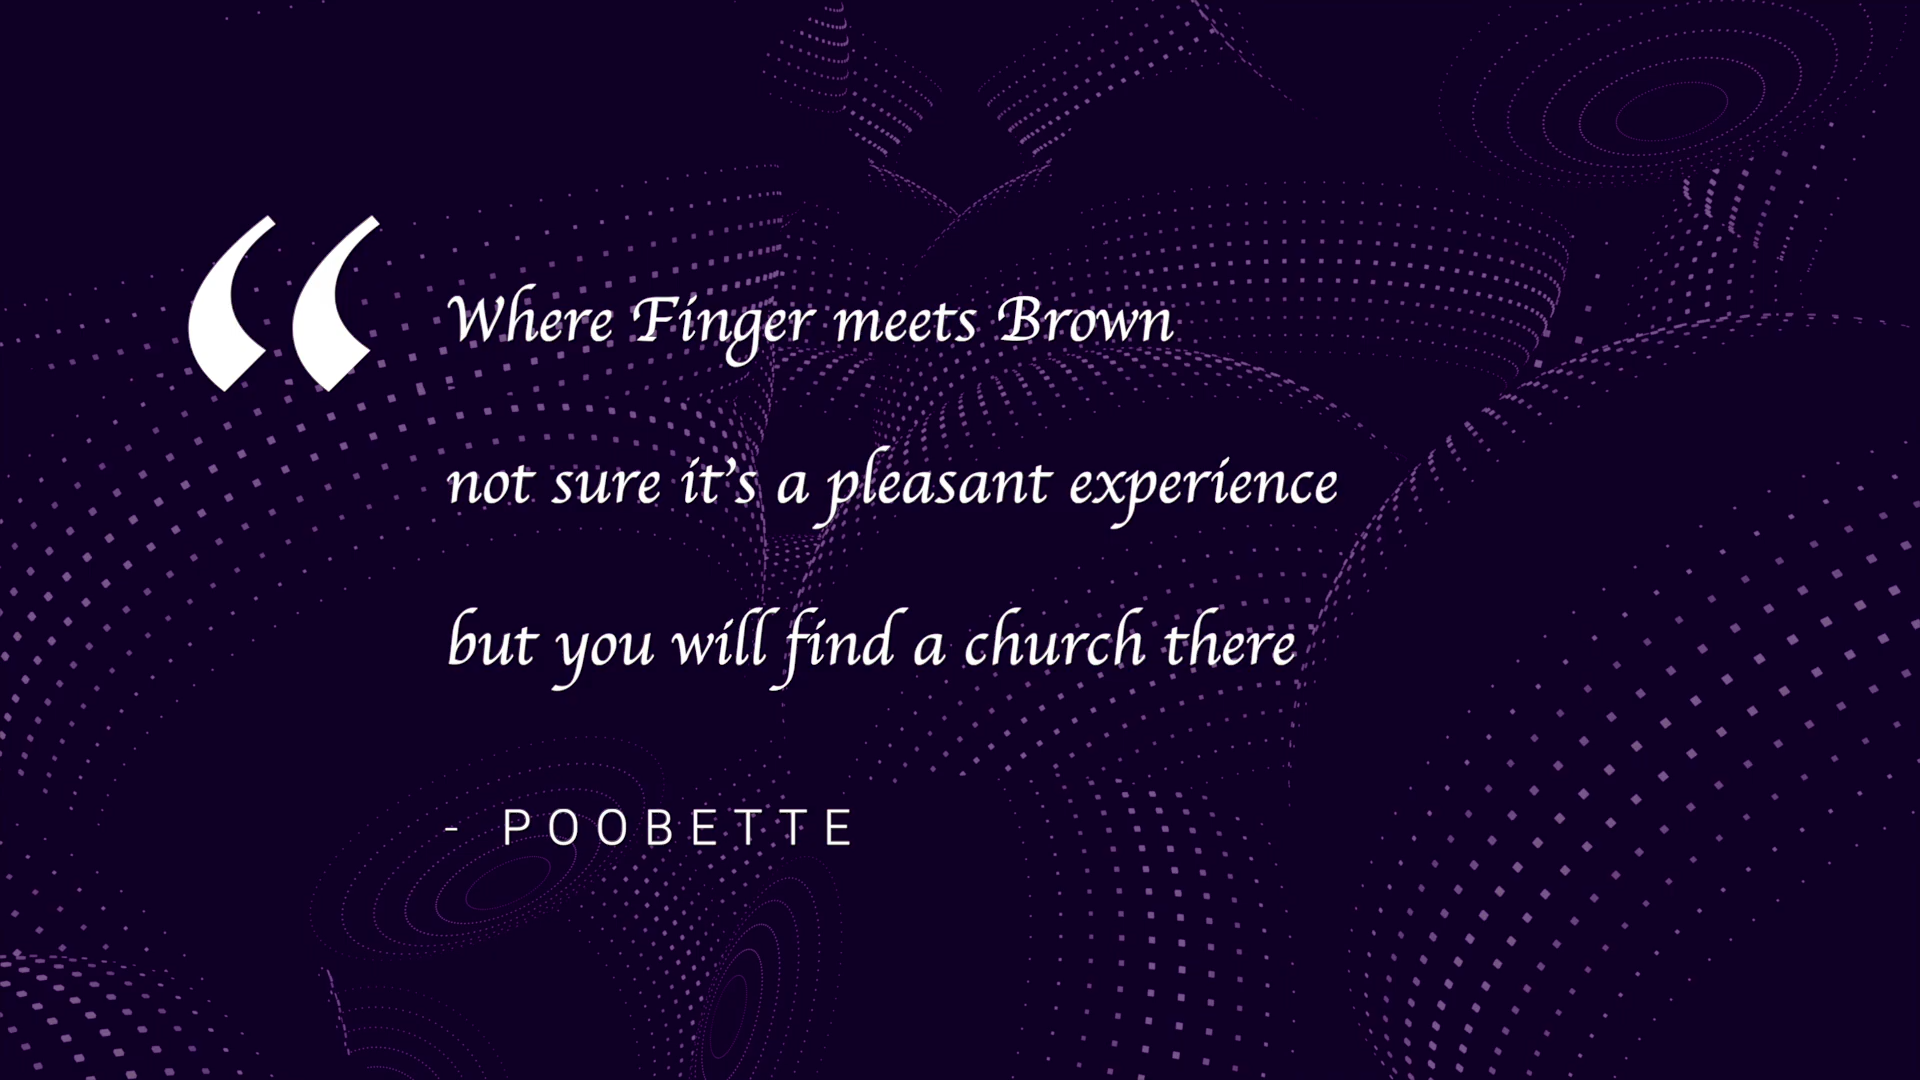 “
Where Finger meets Brown
not sure it's a pleasant experience
but you will find a church there
- POOBETTE